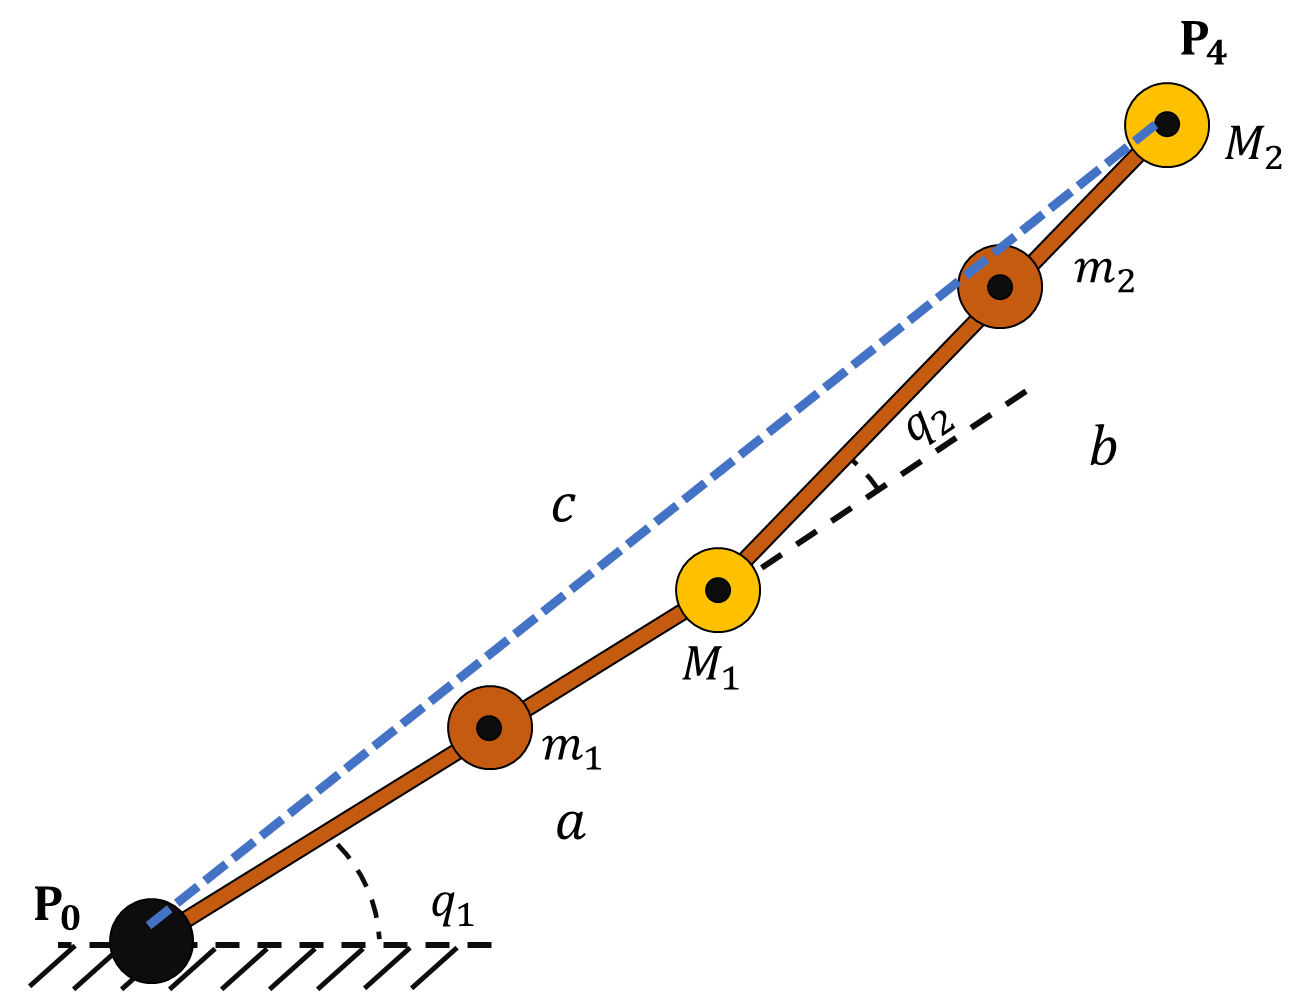 P₄
M₂
m₂
q₂
b
c
M₁
m₁
a
P₀
q₁